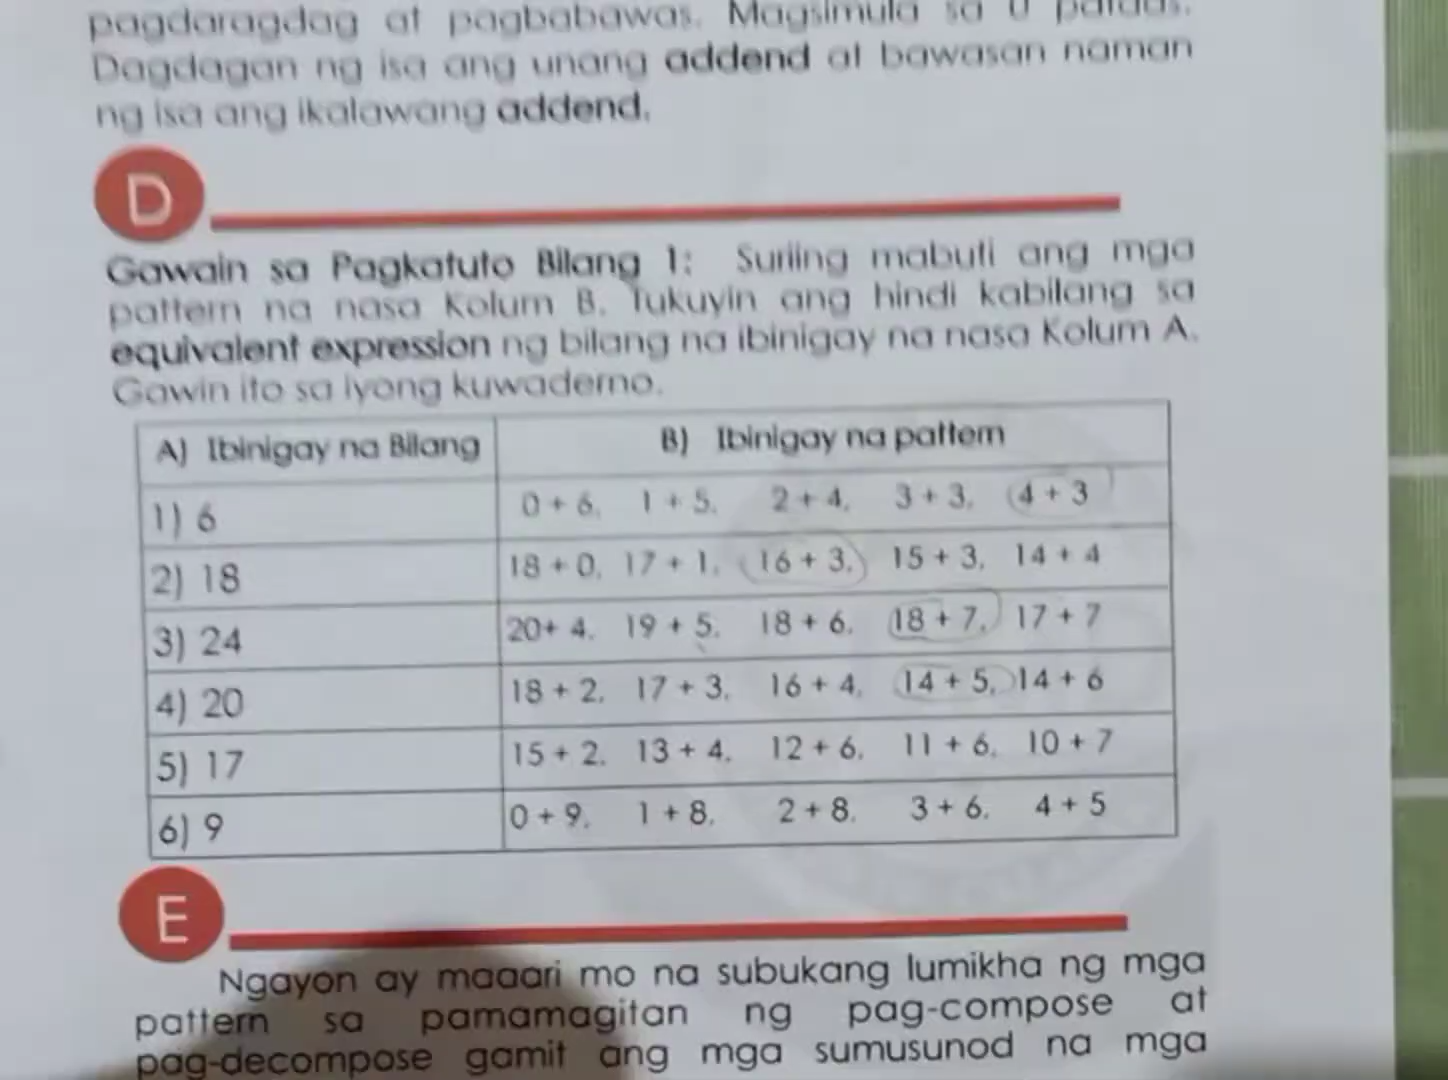 pagdaragdag at pagbabawas. Magsimula sa 0 pataas.
Dagdagan ng isa ang unang addend at bawasan naman
ng isa ang ikalawang addend.
D
Gawain sa Pagkatuto Bilang 1: Suriing mabuti ang mga
pattern na nasa Kolum B. Tukuyin ang hindi kabilang sa
equivalent expression ng bilang na ibinigay na nasa Kolum A.
Gawin ito sa iyong kuwaderno.
A) Ibinigay na Bilang B) Ibinigay na pattern
1) 6 0 + 6, 1 + 5, 2 + 4, 3 + 3, 4 + 3
2) 18 18 + 0, 17 + 1, 16 + 3, 15 + 3, 14 + 4
3) 24 20+ 4, 19 + 5, 18 + 6, 18 + 7, 17 + 7
4) 20 18 + 2, 17 + 3, 16 + 4, 14 + 5, 14 + 6
5) 17 15 + 2, 13 + 4, 12 + 6, 11 + 6, 10 + 7
6) 9 0 + 9, 1 + 8, 2 + 8, 3 + 6, 4 + 5
E
Ngayon ay maaari mo na subukang lumikha ng mga
pattern sa pamamagitan ng pag-compose at
pag-decompose gamit ang mga sumusunod na mga